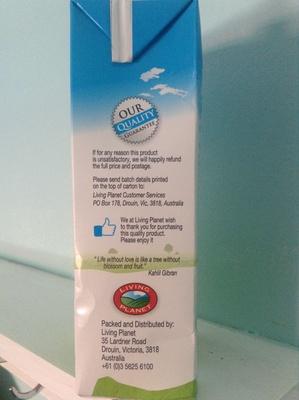 OUR
QUALITY
GUARANTEE
If for any reason this product
is unsatisfactory, we will happily refund
the full price and postage.
Please send batch details printed
on the top of carton to:
Living Planet Customer Services
PO Box 178, Drouin, Vic, 3818, Australia
We at Living Planet wish
to thank you for purchasing
this quality product.
Please enjoy it
"Life without love is like a tree without
blossom and fruit."
Kahlil Gibran
LIVING
PLANET
Packed and Distributed by:
Living Planet
35 Lardner Road
Drouin, Victoria, 3818
Australia
+61 (0)3 5625 6100